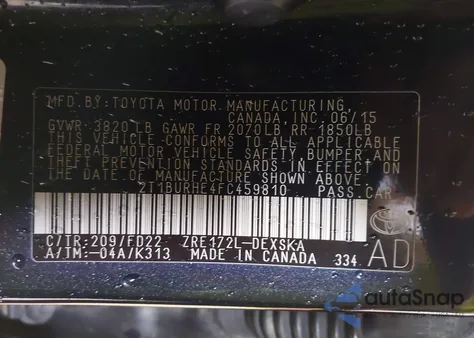 MFD. BY: TOYOTA MOTOR MANUFACTURING,
CANADA, INC. 06/15
GVWR 3820 LB GAWR FR 2070LB RR 1850LB
THIS VEHICLE CONFORMS TO ALL APPLICABLE
FEDERAL MOTOR VEHICLE SAFETY, BUMPER, AND
THEFT PREVENTION STANDARDS IN EFFECT ON
THE DATE OF MANUFACTURE SHOWN ABOVE.
2T1BURHE4FC459810 PASS.CAR
C/TR:209/FD22 ZRE172L-DEXSKA
A/TM:-04A/K313 MADE IN CANADA 334 AD
autoSnap